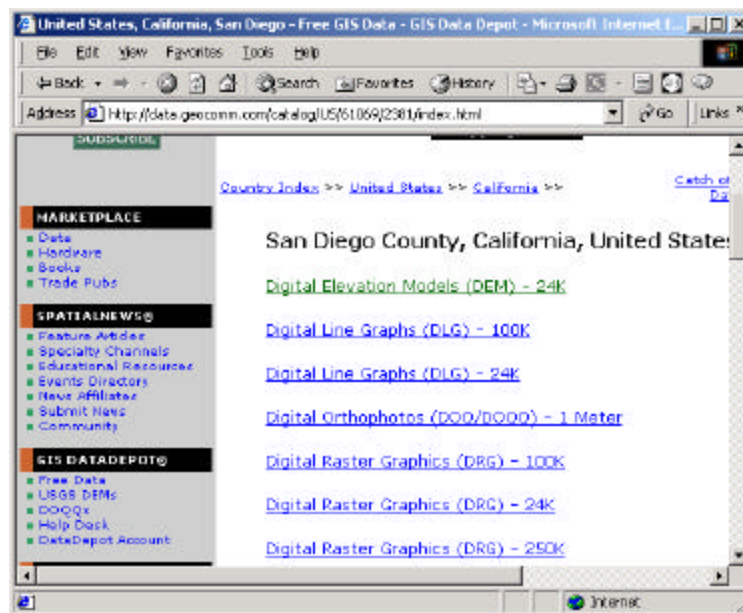 United States, California, San Diego - Free GIS Data - GIS Data Depot - Microsoft Internet
File Edit View Favorites Tools Help
Back Search Favorites History
Address http://data.geocomm.com/catalog/US/61069/2381/index.html Go Links »
SUBSCRIBE
Country Index >> United States >> California >>
Catch of
Da
MARKETPLACE
Data
Hardware
Books
Trade Pubs
SPATIALNEWS®
Feature Articles
Specialty Channels
Educational Resources
Events Directory
News Affiliates
Submit News
Community
GIS DATADEPOT®
Free Data
USGS DEMs
DOQQs
Help Desk
DataDepot Account
San Diego County, California, United States
Digital Elevation Models (DEM) - 24K
Digital Line Graphs (DLG) - 100K
Digital Line Graphs (DLG) - 24K
Digital Orthophotos (DOQ/DOQQ) - 1 Meter
Digital Raster Graphics (DRG) - 100K
Digital Raster Graphics (DRG) - 24K
Digital Raster Graphics (DRG) - 250K
Internet